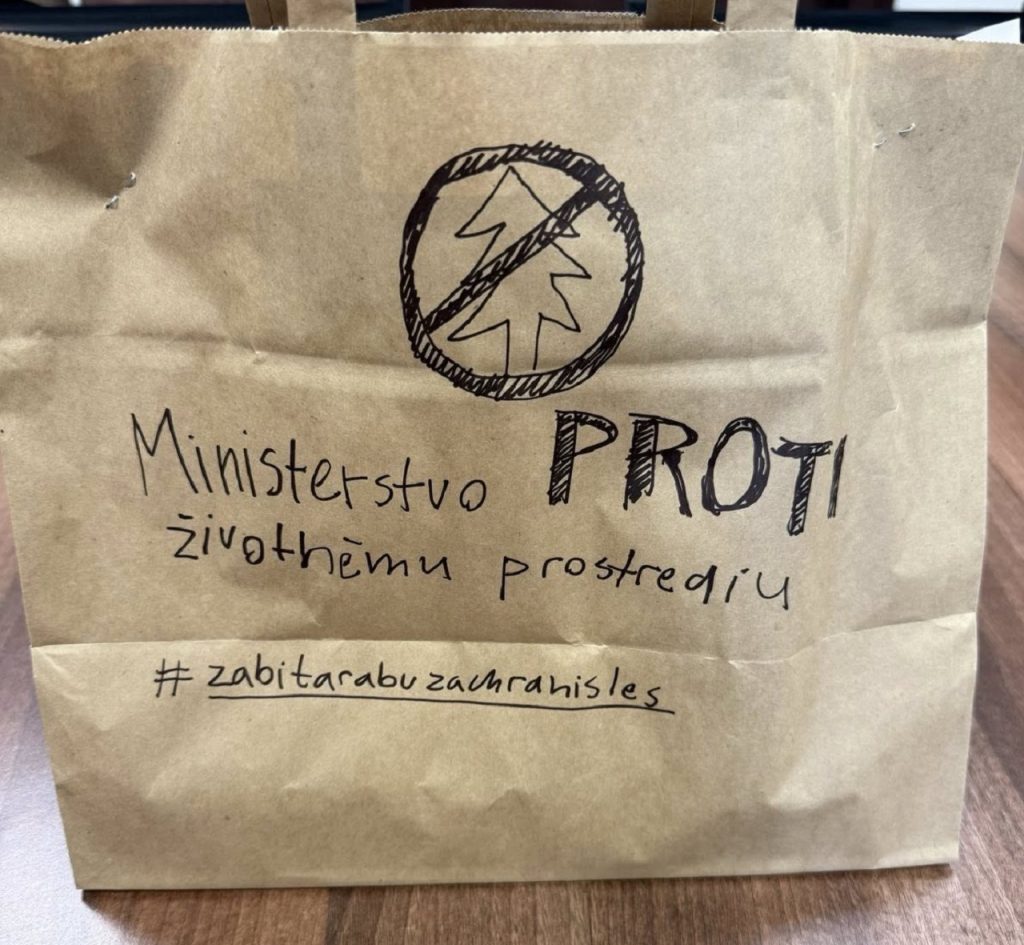 Ministerstvo PROTI
životnému prostrediu
#zabitarabuzachranisles